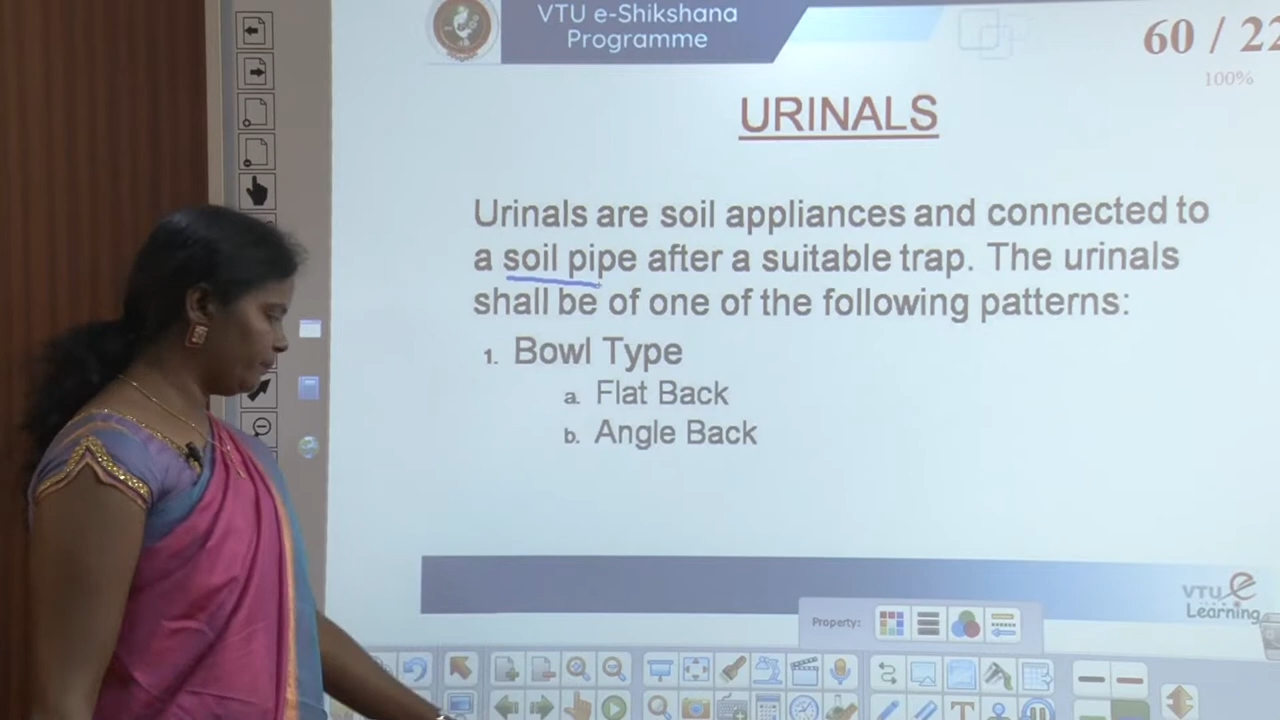 VTU e-Shikshana
Programme
60 / 22
100%
URINALS
Urinals are soil appliances and connected to
a soil pipe after a suitable trap. The urinals
shall be of one of the following patterns:
1. Bowl Type
a. Flat Back
b. Angle Back
VTU e
Learning
Property: